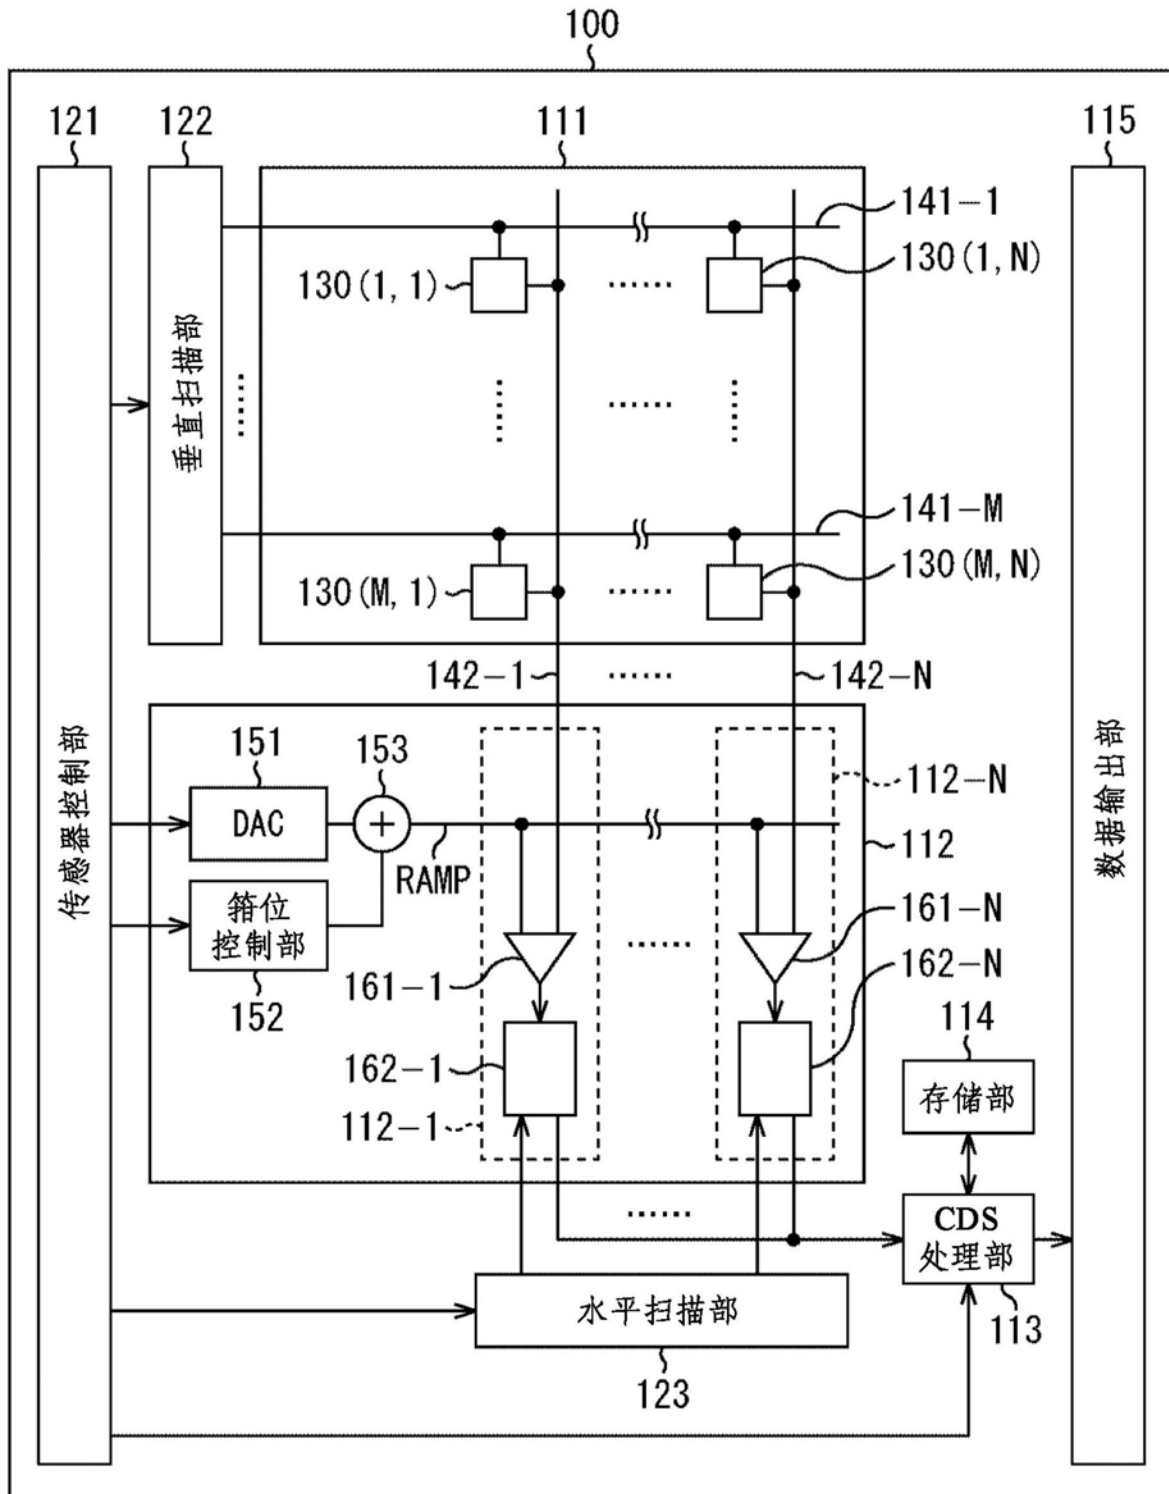 100
121
122
111
115
141-1
130(1,1)
130(1,N)
垂直扫描部
141-M
130(M,1)
130(M,N)
142-1
142-N
传感器控制部
数据输出部
151
153
DAC
RAMP
112-N
112
箝位
控制部
152
161-N
161-1
162-N
162-1
112-1
114
存储部
CDS
处理部
113
水平扫描部
123